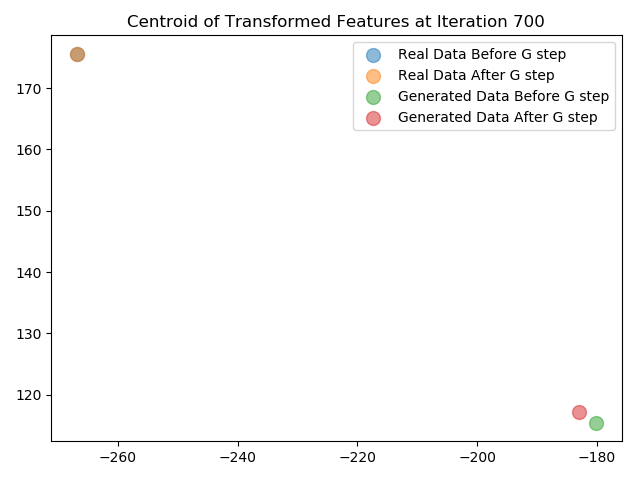 Centroid of Transformed Features at Iteration 700
Real Data Before G step
Real Data After G step
Generated Data Before G step
Generated Data After G step
170
160
150
140
130
120
−260
−240
−220
−200
−180